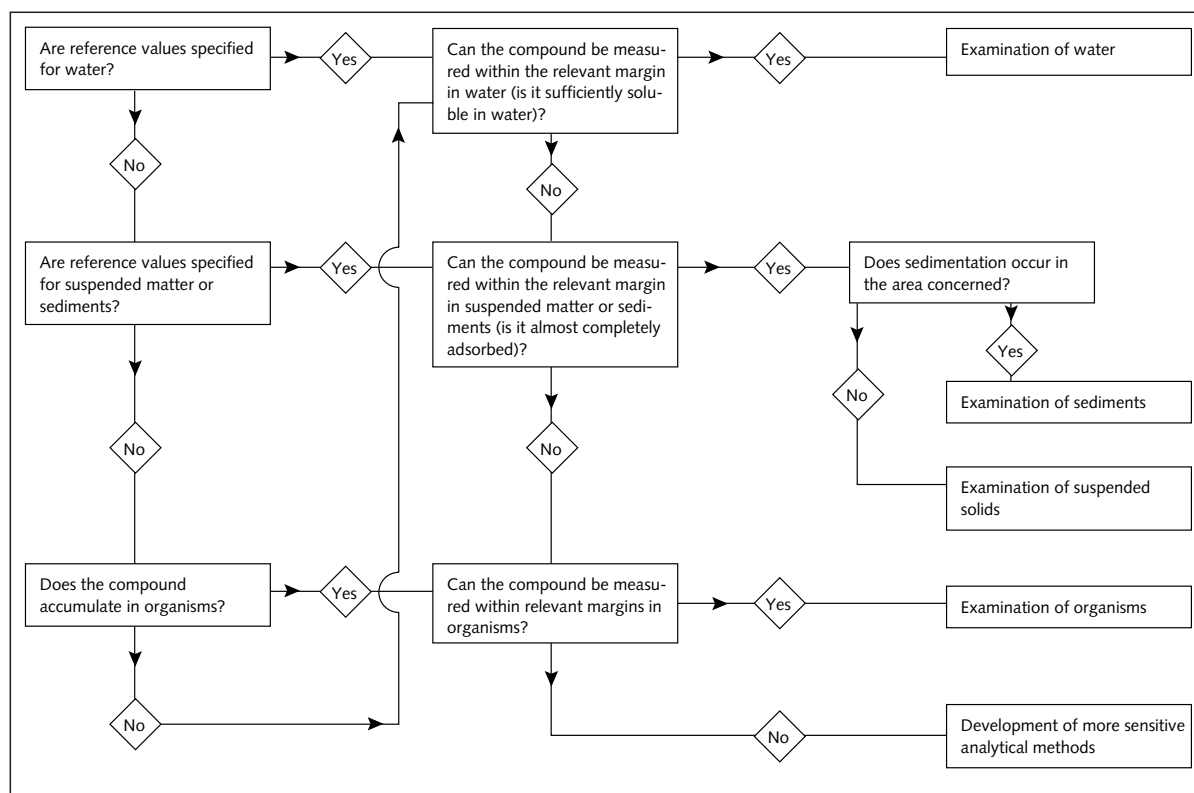 Are reference values specified
for water?
Yes
Can the compound be measu-
red within the relevant margin
in water (is it sufficiently solu-
ble in water)?
Yes
Examination of water
No
No
Are reference values specified
for suspended matter or
sediments?
Yes
Can the compound be measu-
red within the relevant margin
in suspended matter or sedi-
ments (is it almost completely
adsorbed)?
Yes
Does sedimentation occur in
the area concerned?
Yes
No
Examination of sediments
No
No
Examination of suspended
solids
Does the compound
accumulate in organisms?
Yes
Can the compound be measu-
red within relevant margins in
organisms?
Yes
Examination of organisms
No
No
Development of more sensitive
analytical methods